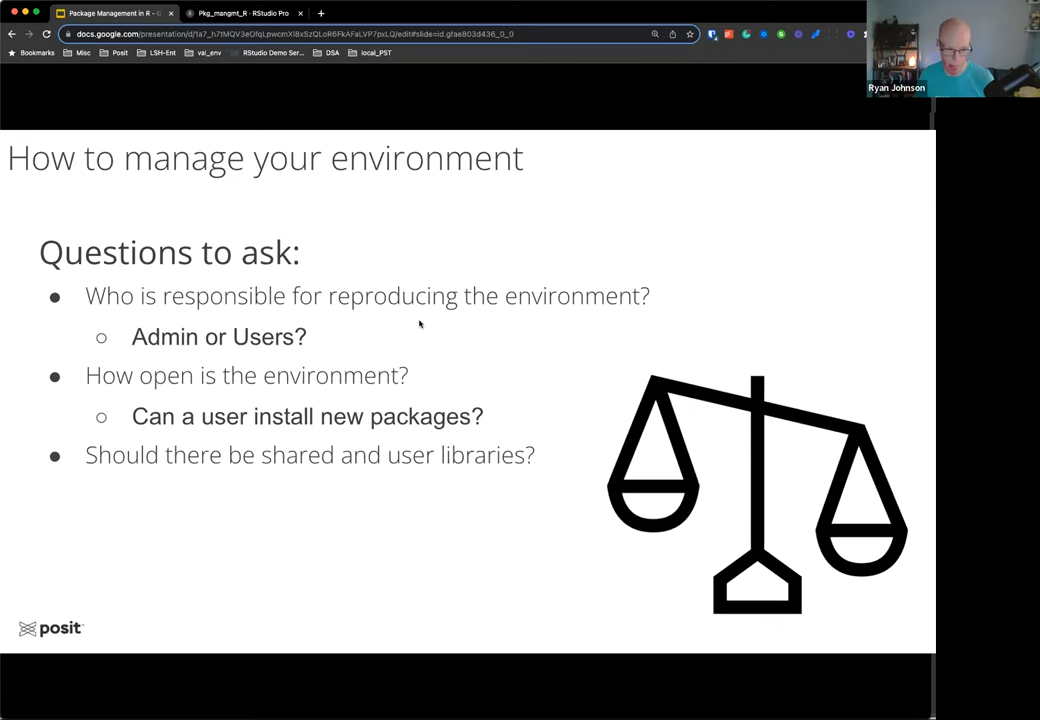 Package Management in R - G
Pkg_mangmt_R - RStudio Pro
Bookmarks
Misc
Posit
LSH-Ent
val_env
RStudio Demo Ser...
DSA
local_PST
Ryan Johnson
How to manage your environment
Questions to ask:
● Who is responsible for reproducing the environment?
○ Admin or Users?
● How open is the environment?
○ Can a user install new packages?
● Should there be shared and user libraries?
posit